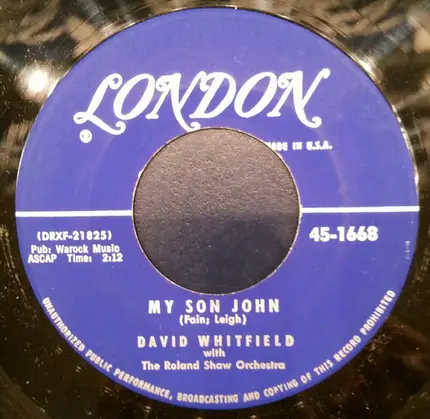 LONDON
MADE IN U.S.A.
(DRXF-21825)
Pub: Warock Music
ASCAP Time: 2:12
45-1668
MY SON JOHN
(Fain; Leigh)
DAVID WHITFIELD
with
The Roland Shaw Orchestra
UNAUTHORIZED PUBLIC PERFORMANCE, BROADCASTING AND COPYING OF THIS RECORD PROHIBITED